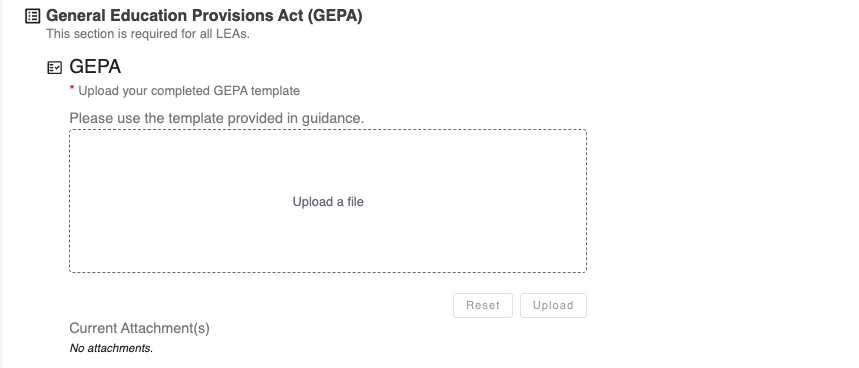 General Education Provisions Act (GEPA)
This section is required for all LEAs.
GEPA
* Upload your completed GEPA template
Please use the template provided in guidance.
Upload a file
Reset Upload
Current Attachment(s)
No attachments.